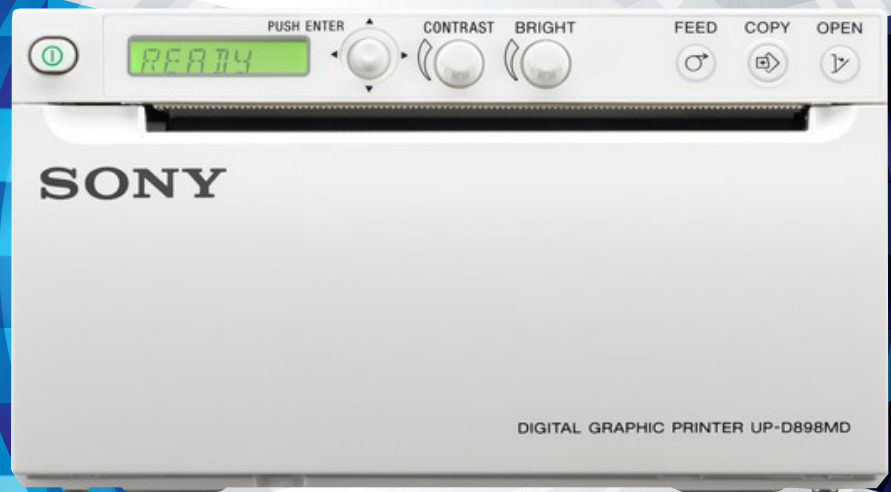 PUSH ENTER
CONTRAST BRIGHT
FEED COPY OPEN
READY
SONY
DIGITAL GRAPHIC PRINTER UP-D898MD